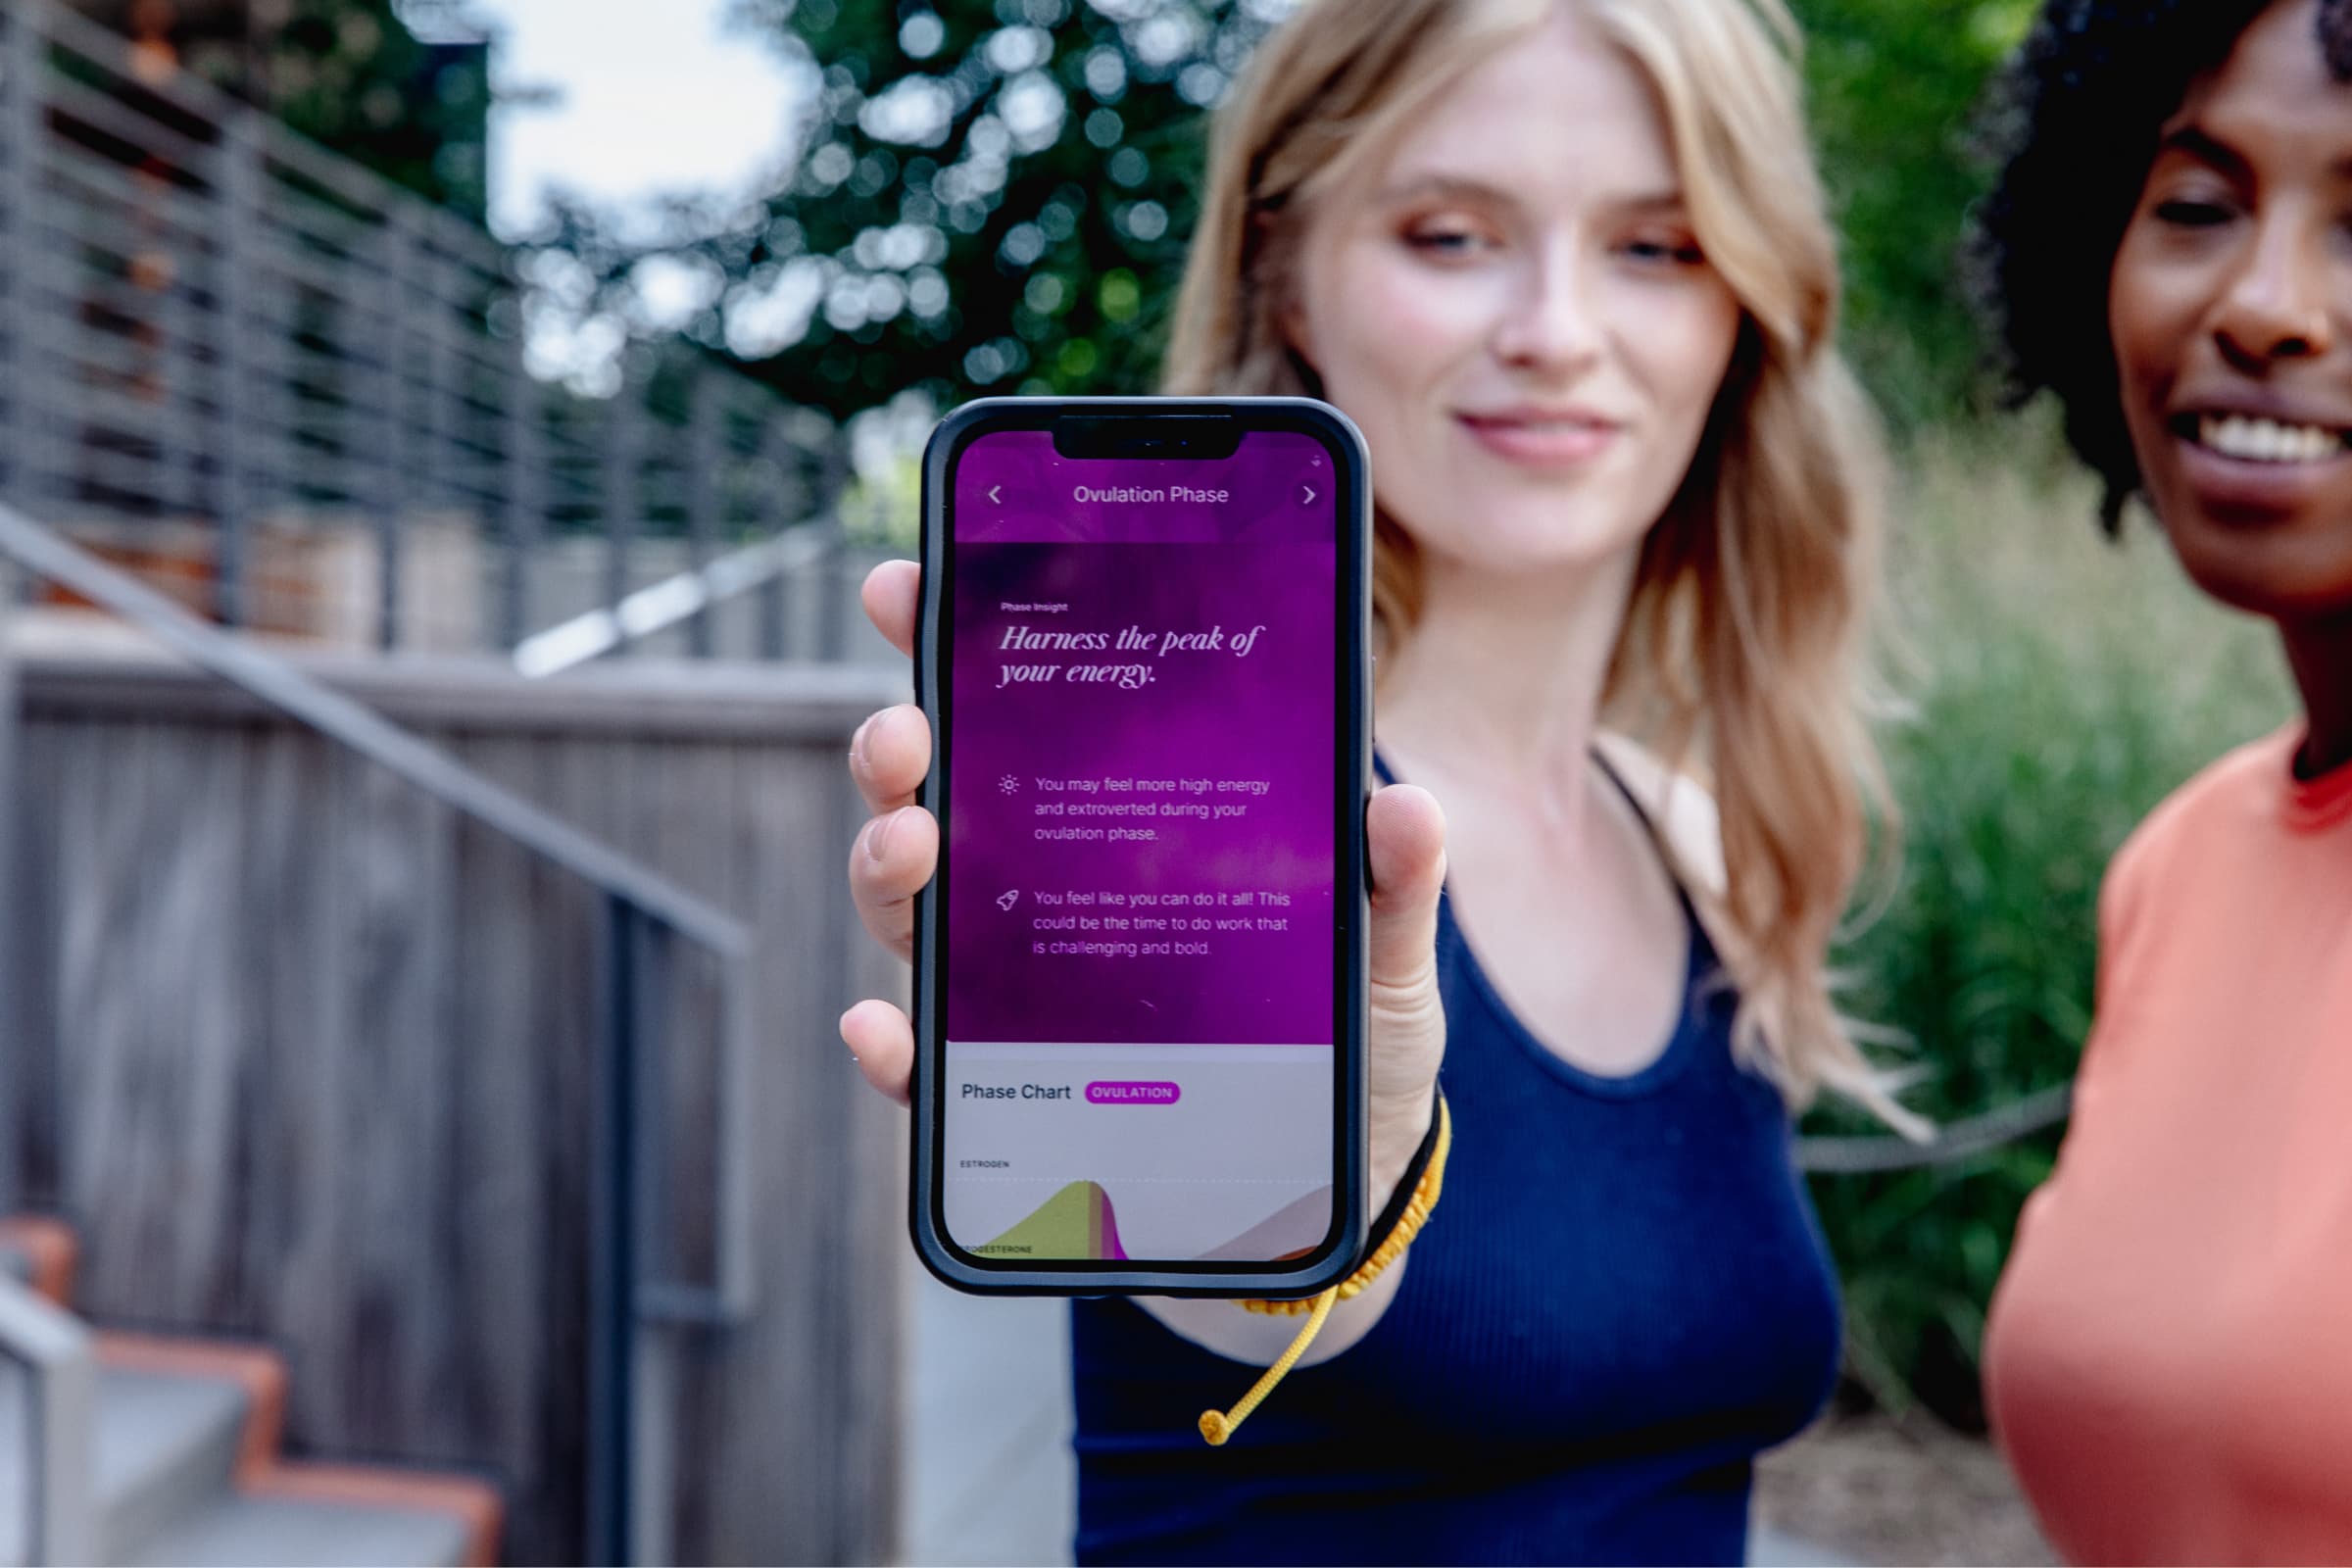 Ovulation Phase
Phase Insight
Harness the peak of
your energy.
You may feel more high energy
and extroverted during your
ovulation phase.
You feel like you can do it all! This
could be the time to do work that
is challenging and bold.
Phase Chart OVULATION
ESTROGEN
ROGESTERONE